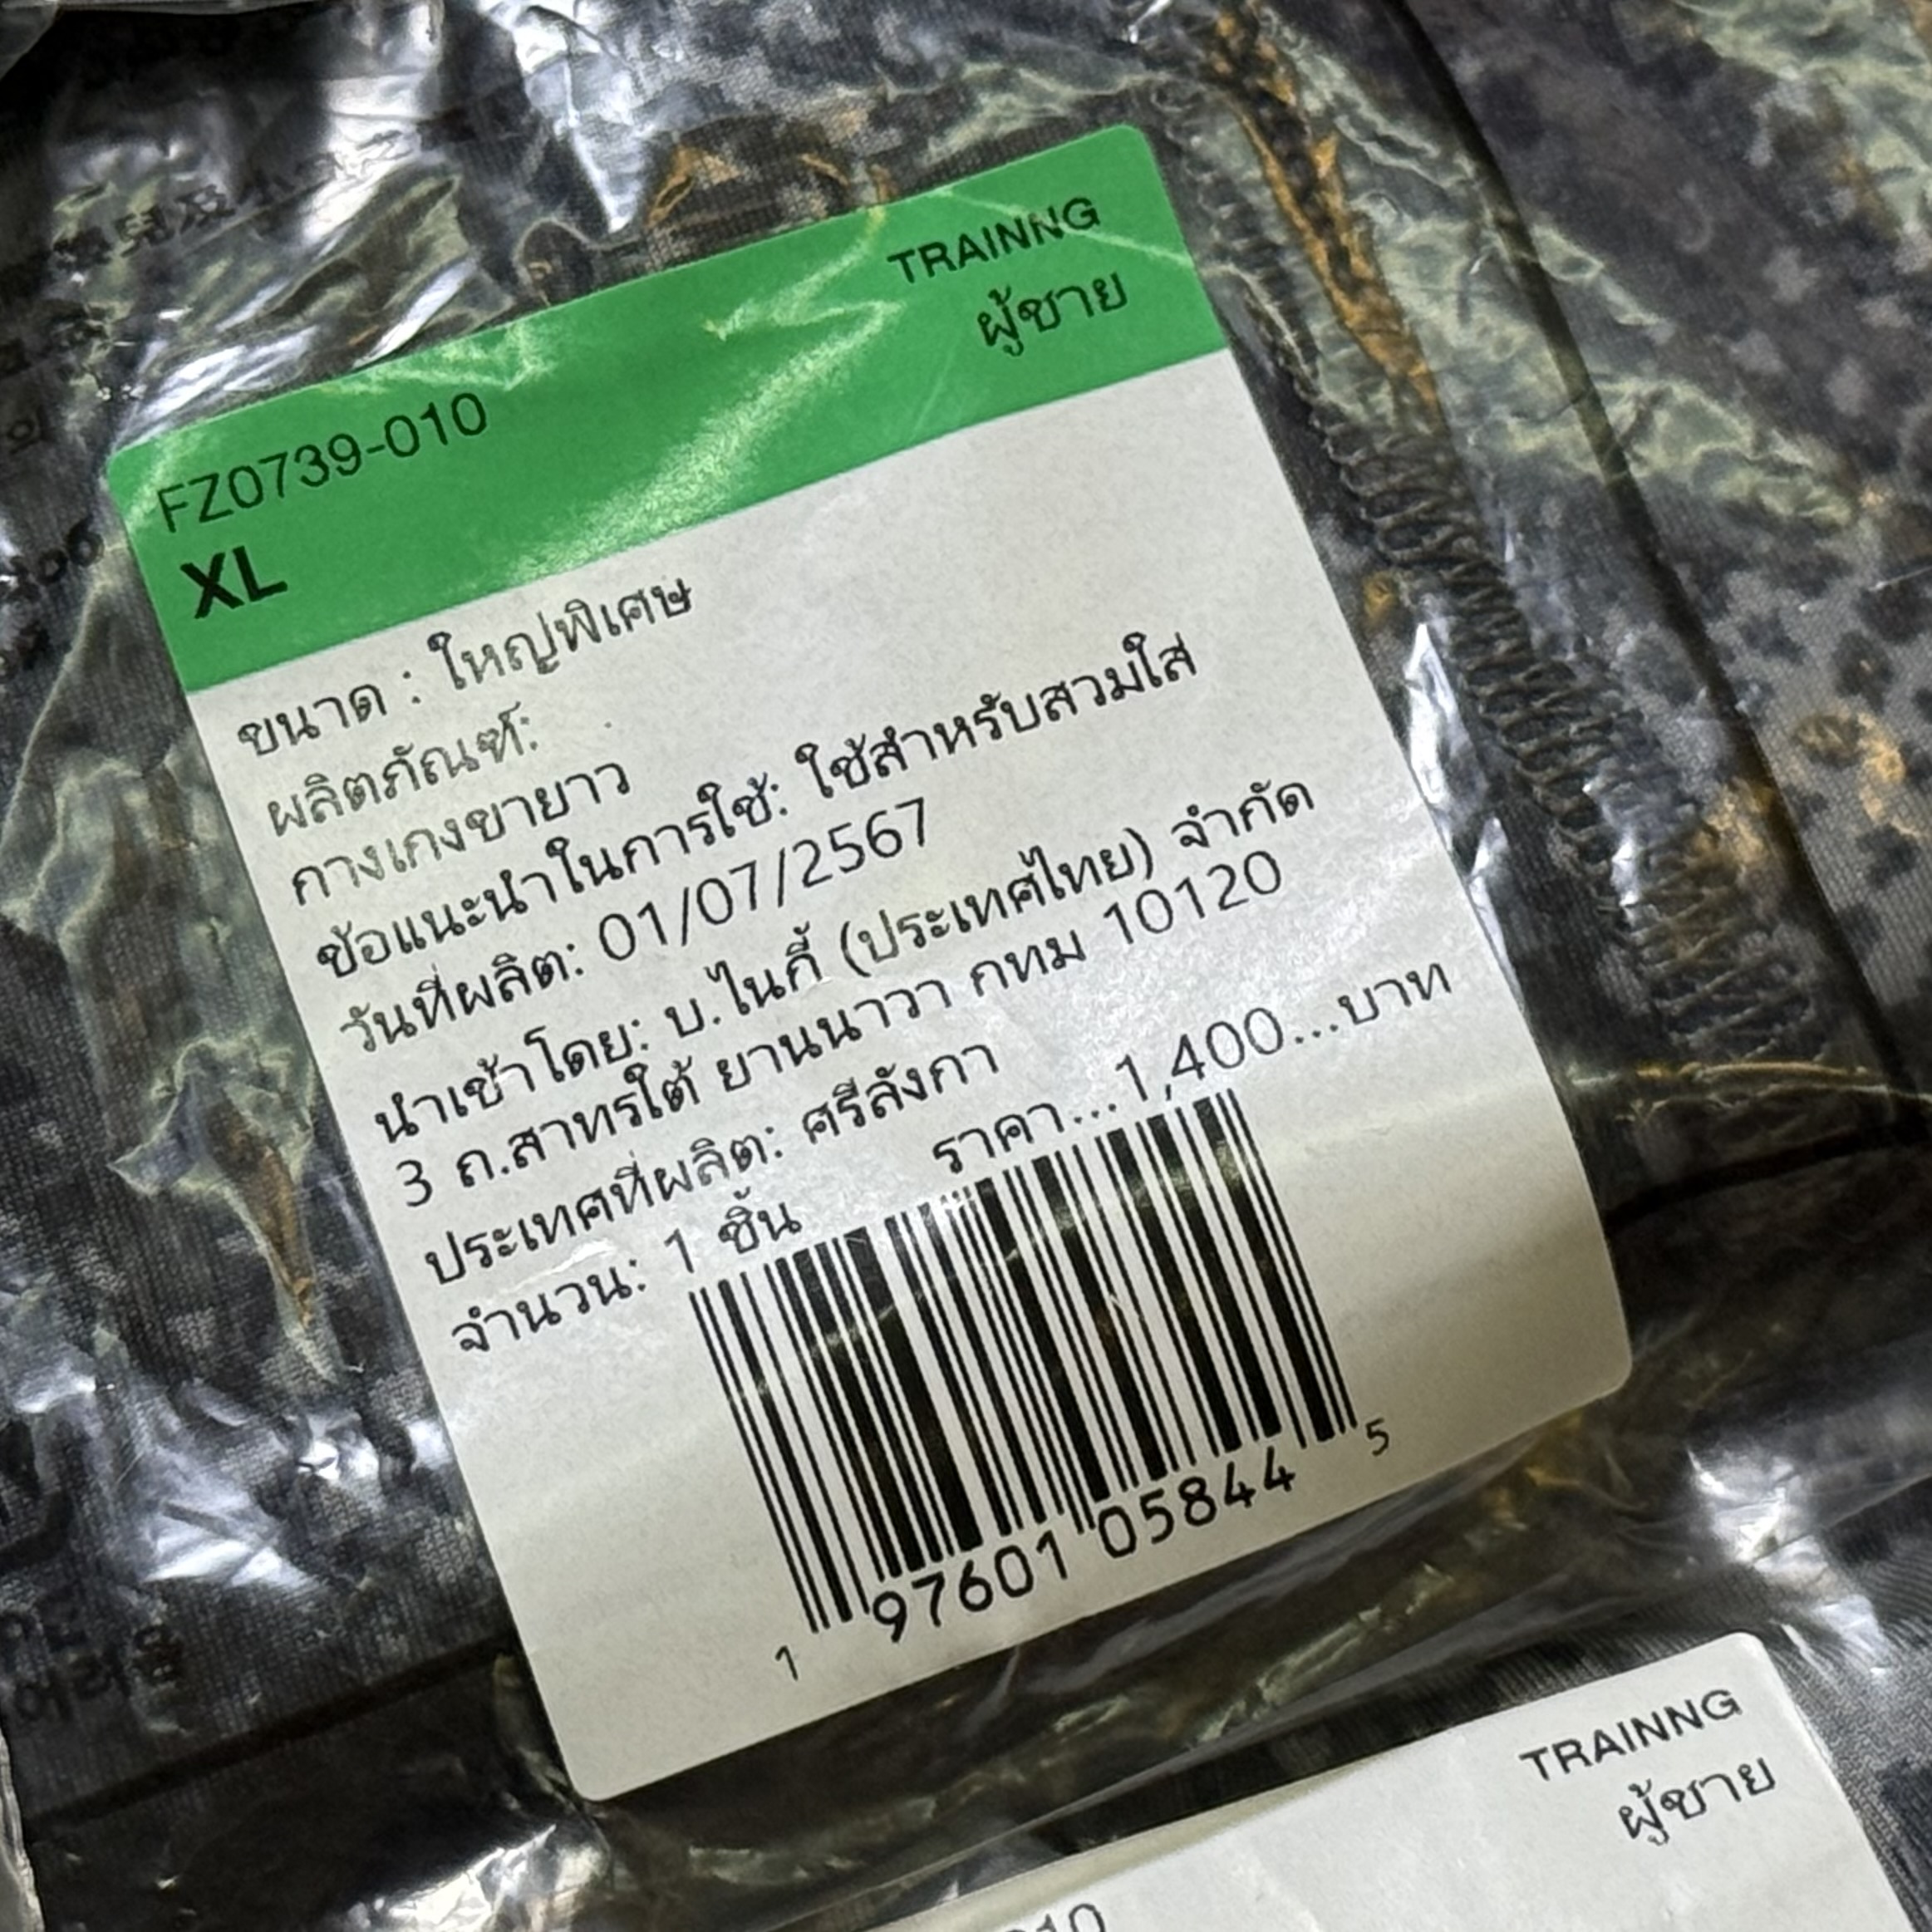 TRAINNG
ผู้ชาย
FZ0739-010
XL
ขนาด : ใหญ่พิเศษ
ผลิตภัณฑ์:
กางเกงขายาว
ข้อแนะนำในการใช้: ใช้สำหรับสวมใส่
วันที่ผลิต: 01/07/2567
นำเข้าโดย: บ.ไนกี้ (ประเทศไทย) จำกัด
3 ถ.สาทรใต้ ยานนาวา กทม 10120
ประเทศที่ผลิต: ศรีลังกา
ราคา...1,400...บาท
จำนวน: 1 ชิ้น
1 97601 05844 5
TRAINNG
ผู้ชาย